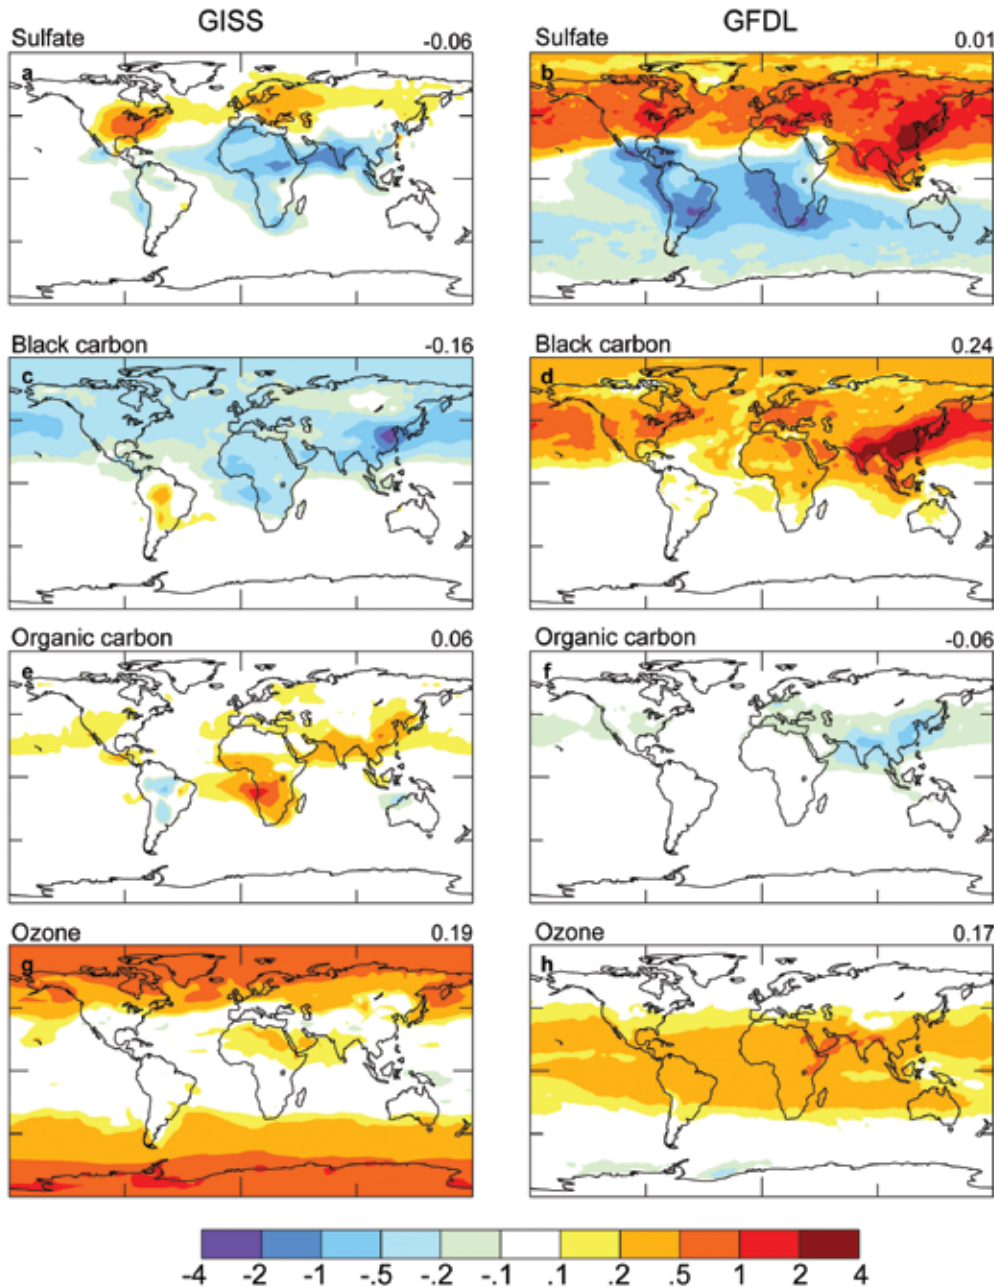 GISS GFDL
Sulfate -0.06 Sulfate 0.01
a b
Black carbon -0.16 Black carbon 0.24
c d
Organic carbon 0.06 Organic carbon -0.06
e f
Ozone 0.19 Ozone 0.17
g h
-4 -2 -1 -.5 -.2 -.1 .1 .2 .5 1 2 4